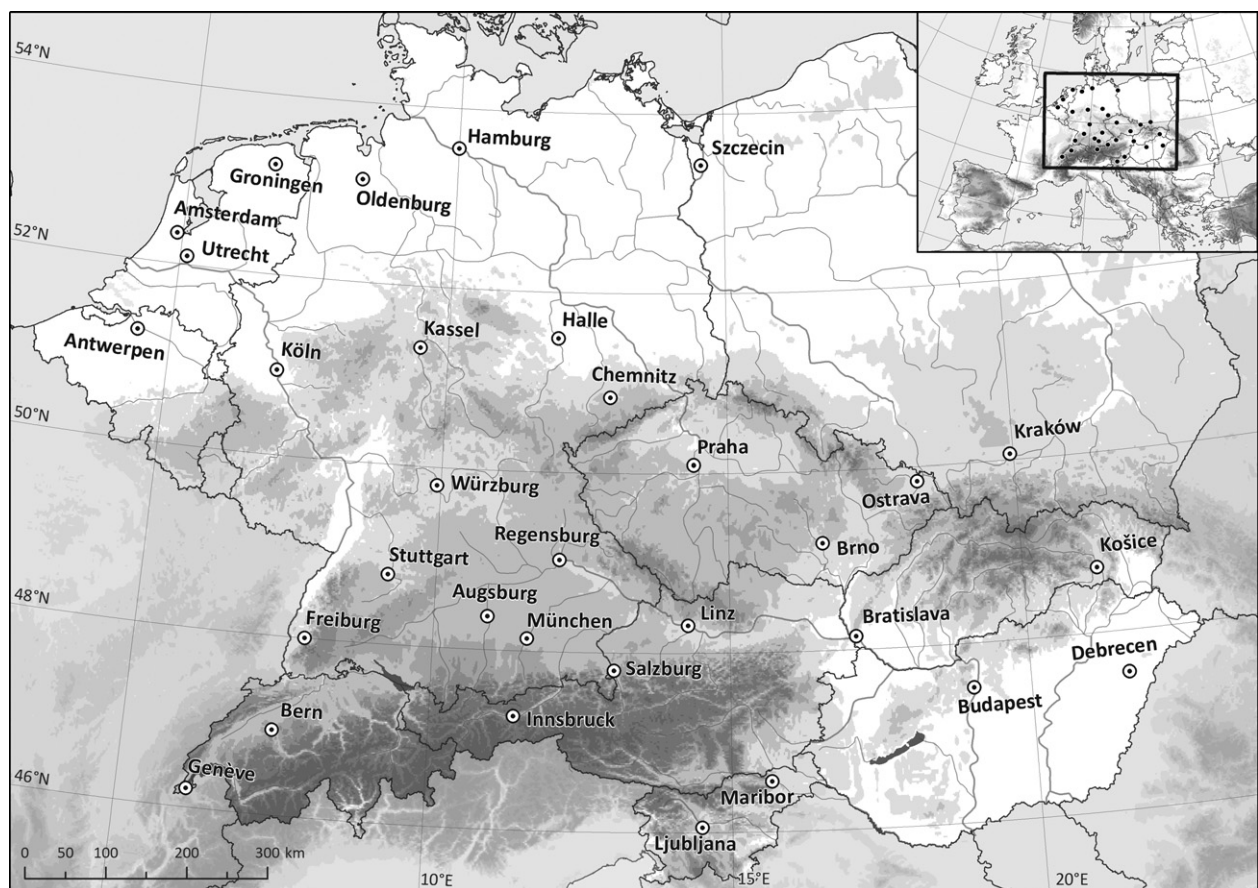 54°N
Hamburg
Szczecin
Groningen
Oldenburg
Amsterdam
52°N
Utrecht
Antwerpen
Köln
Kassel
Halle
Chemnitz
50°N
Kraków
Praha
Würzburg
Ostrava
Regensburg
Brno
Košice
Stuttgart
Augsburg
48°N
Freiburg
München
Linz
Bratislava
Debrecen
Salzburg
Budapest
Bern
Innsbruck
Genève
46°N
Maribor
Ljubljana
0 50 100 200 300 km
10°E
15°E
20°E